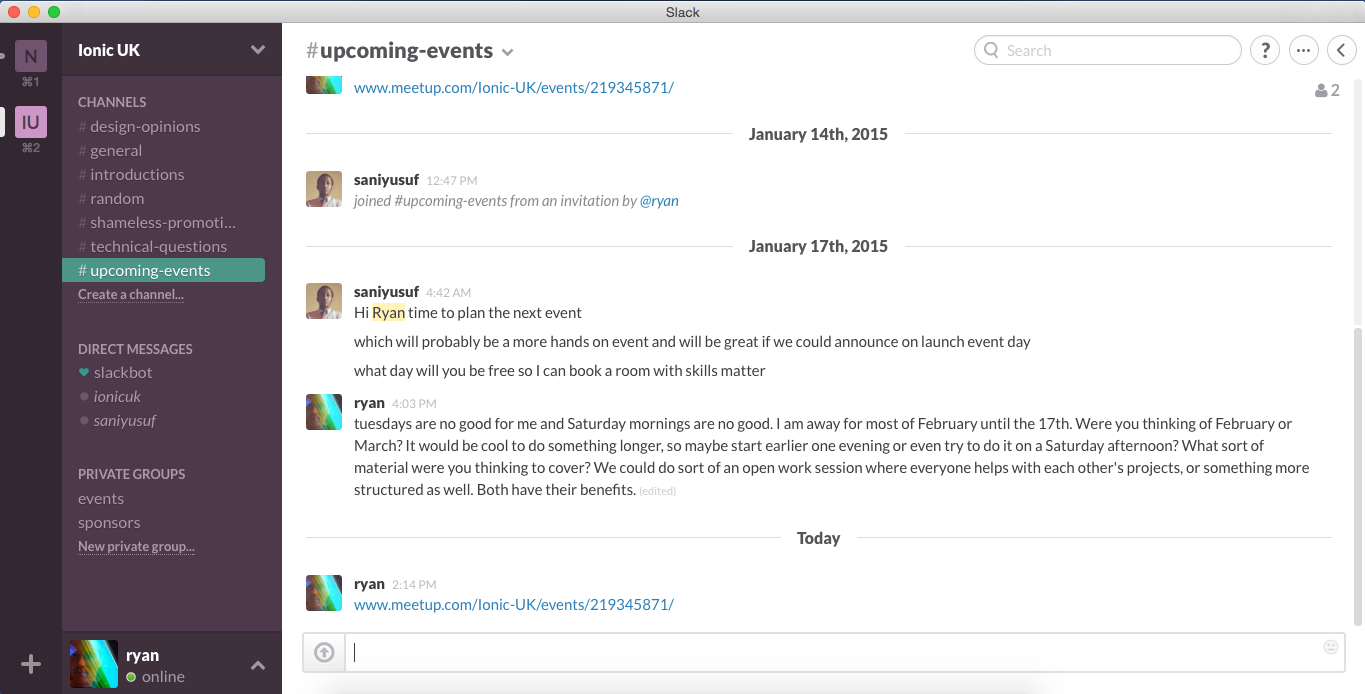 Slack
N
⌘1
IU
⌘2
Ionic UK
CHANNELS
# design-opinions
# general
# introductions
# random
# shameless-promoti...
# technical-questions
# upcoming-events
Create a channel...
DIRECT MESSAGES
slackbot
ionicuk
saniyusuf
PRIVATE GROUPS
events
sponsors
New private group...
ryan
online
#upcoming-events
Search
?
2
www.meetup.com/Ionic-UK/events/219345871/
January 14th, 2015
saniyusuf 12:47 PM
joined #upcoming-events from an invitation by @ryan
January 17th, 2015
saniyusuf 4:42 AM
Hi Ryan time to plan the next event
which will probably be a more hands on event and will be great if we could announce on launch event day
what day will you be free so I can book a room with skills matter
ryan 4:03 PM
tuesdays are no good for me and Saturday mornings are no good. I am away for most of February until the 17th. Were you thinking of February or
March? It would be cool to do something longer, so maybe start earlier one evening or even try to do it on a Saturday afternoon? What sort of
material were you thinking to cover? We could do sort of an open work session where everyone helps with each other's projects, or something more
structured as well. Both have their benefits. (edited)
Today
ryan 2:14 PM
www.meetup.com/Ionic-UK/events/219345871/